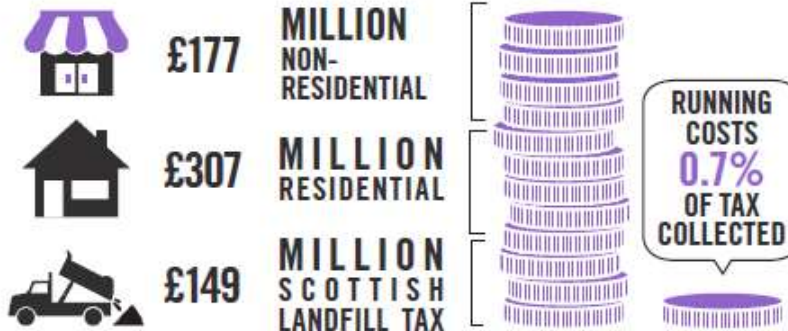 £177 MILLION
NON-
RESIDENTIAL
£307 MILLION
RESIDENTIAL
£149 MILLION
SCOTTISH
LANDFILL TAX
RUNNING
COSTS
0.7%
OF TAX
COLLECTED